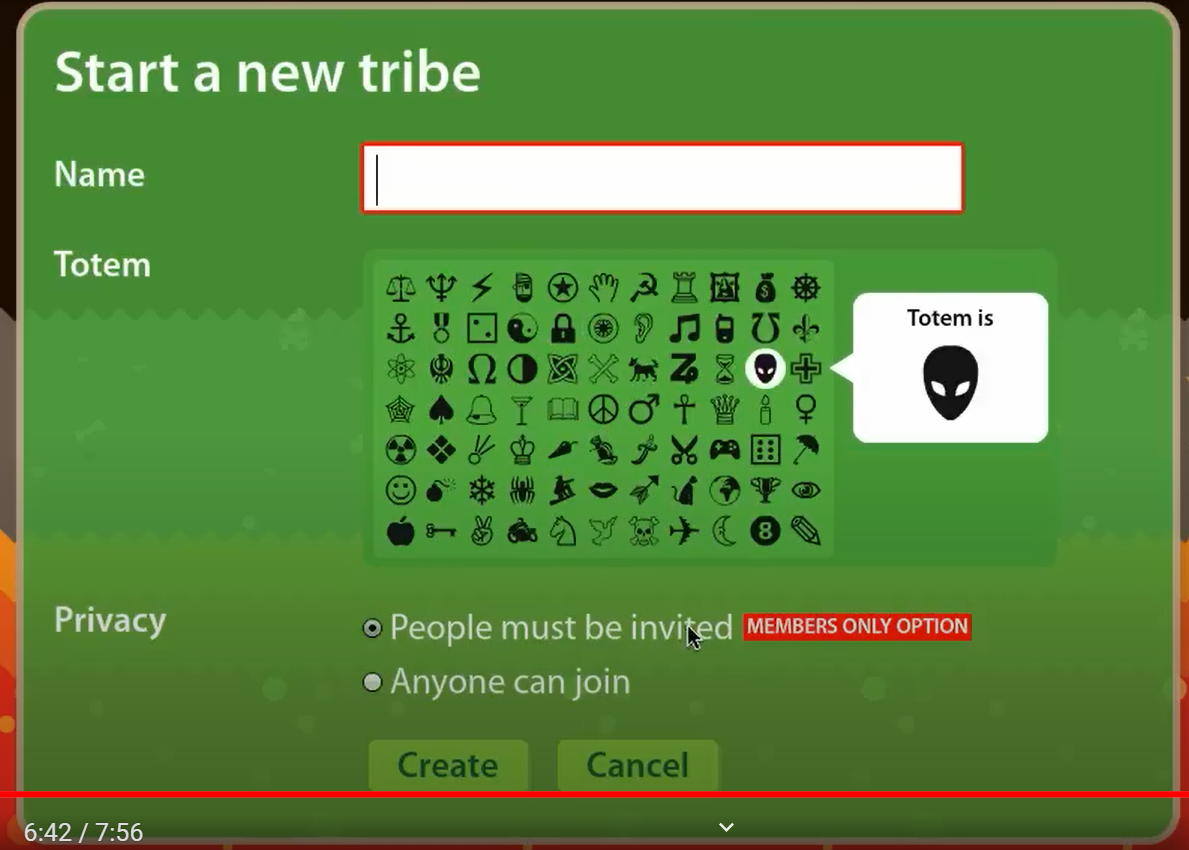 Start a new tribe
Name
Totem
Totem is
Privacy
People must be invited MEMBERS ONLY OPTION
Anyone can join
Create Cancel
6:42 / 7:56